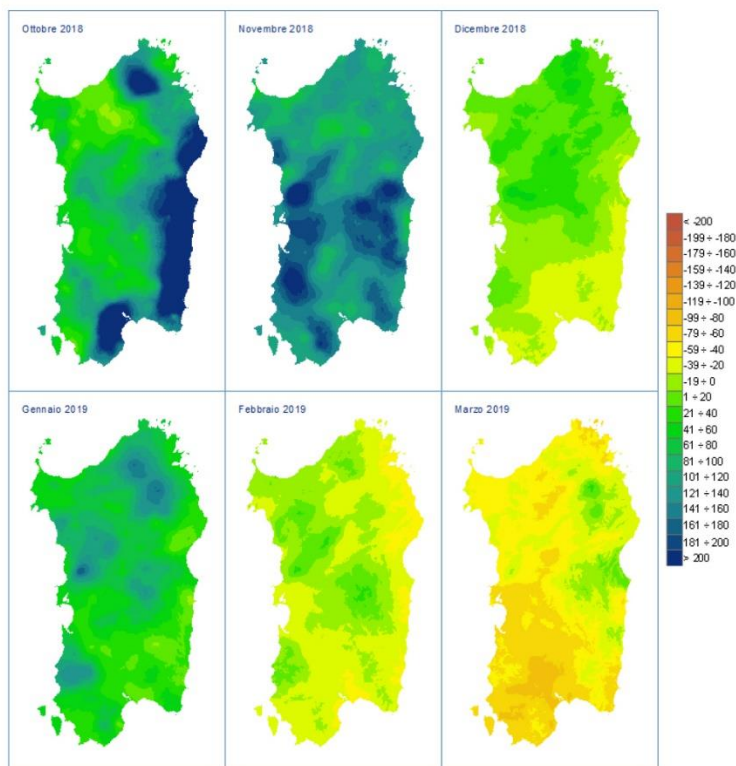 Ottobre 2018
Novembre 2018
Dicembre 2018
Gennaio 2019
Febbraio 2019
Marzo 2019
< -200
-199 ÷ -180
-179 ÷ -160
-159 ÷ -140
-139 ÷ -120
-119 ÷ -100
-99 ÷ -80
-79 ÷ -60
-59 ÷ -40
-39 ÷ -20
-19 ÷ 0
1 ÷ 20
21 ÷ 40
41 ÷ 60
61 ÷ 80
81 ÷ 100
101 ÷ 120
121 ÷ 140
141 ÷ 160
161 ÷ 180
181 ÷ 200
> 200